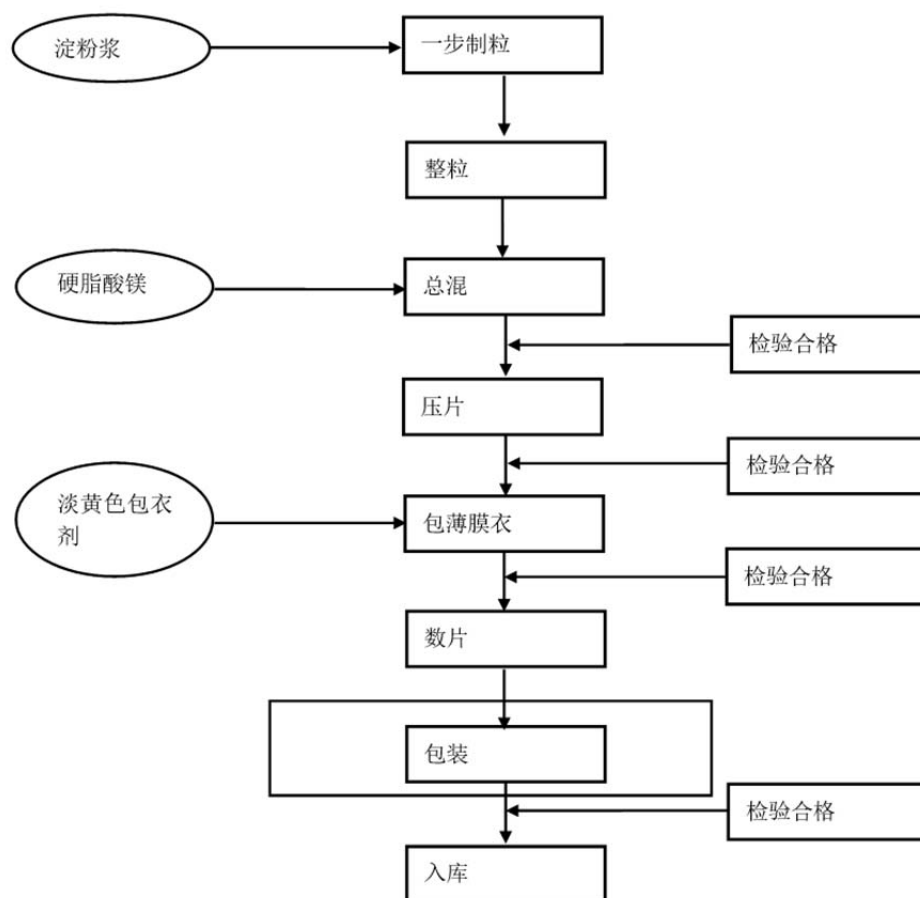 淀粉浆
一步制粒
整粒
硬脂酸镁
总混
检验合格
压片
检验合格
淡黄色包衣
剂
包薄膜衣
检验合格
数片
包装
检验合格
入库